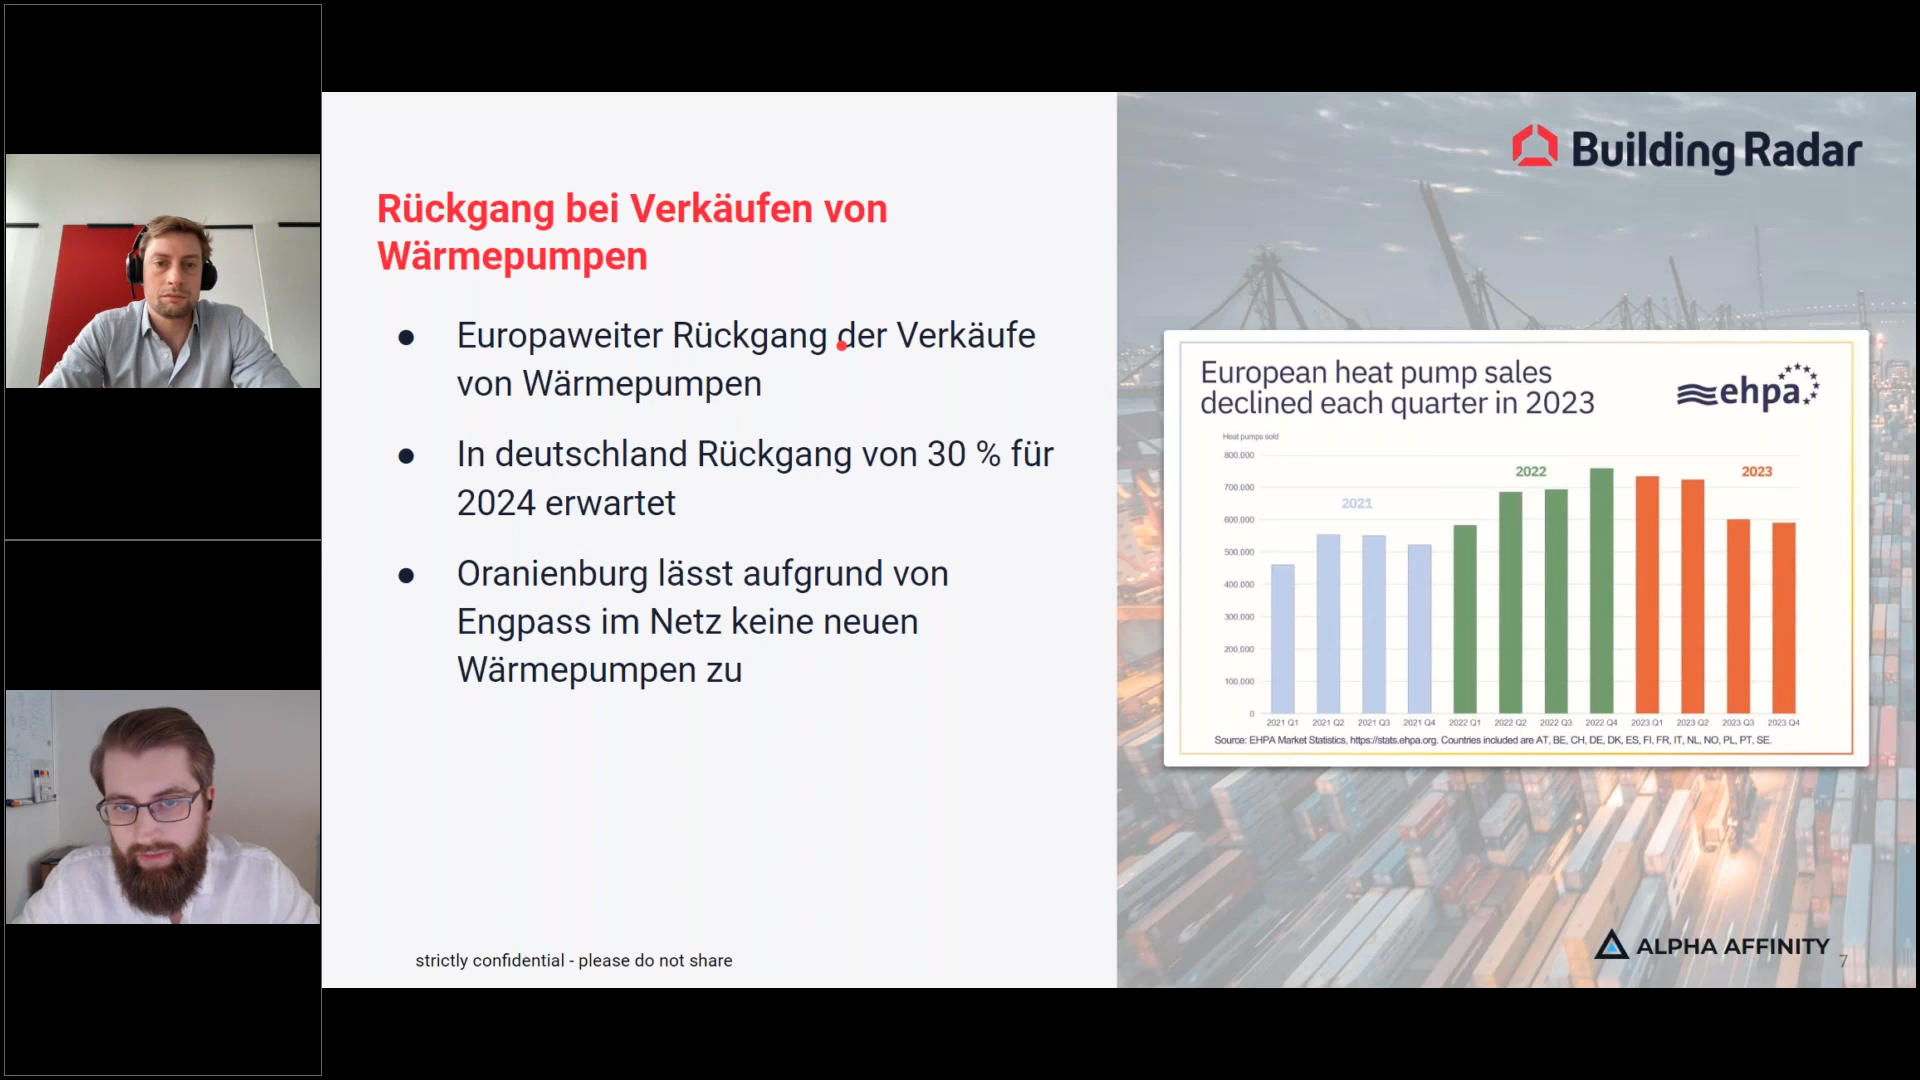 Building Radar
Rückgang bei Verkäufen von
Wärmepumpen
● Europaweiter Rückgang der Verkäufe
von Wärmepumpen
● In deutschland Rückgang von 30 % für
2024 erwartet
● Oranienburg lässt aufgrund von
Engpass im Netz keine neuen
Wärmepumpen zu
European heat pump sales
declined each quarter in 2023
ehpa
Heat pumps sold
800,000
700,000
600,000
500,000
400,000
300,000
200,000
100,000
0
2021
2022
2023
2021 Q1 2021 Q2 2021 Q3 2021 Q4 2022 Q1 2022 Q2 2022 Q3 2022 Q4 2023 Q1 2023 Q2 2023 Q3 2023 Q4
Source: EHPA Market Statistics, https://stats.ehpa.org. Countries included are AT, BE, CH, DE, DK, ES, FI, FR, IT, NL, NO, PL, PT, SE.
strictly confidential - please do not share
ALPHA AFFINITY
7